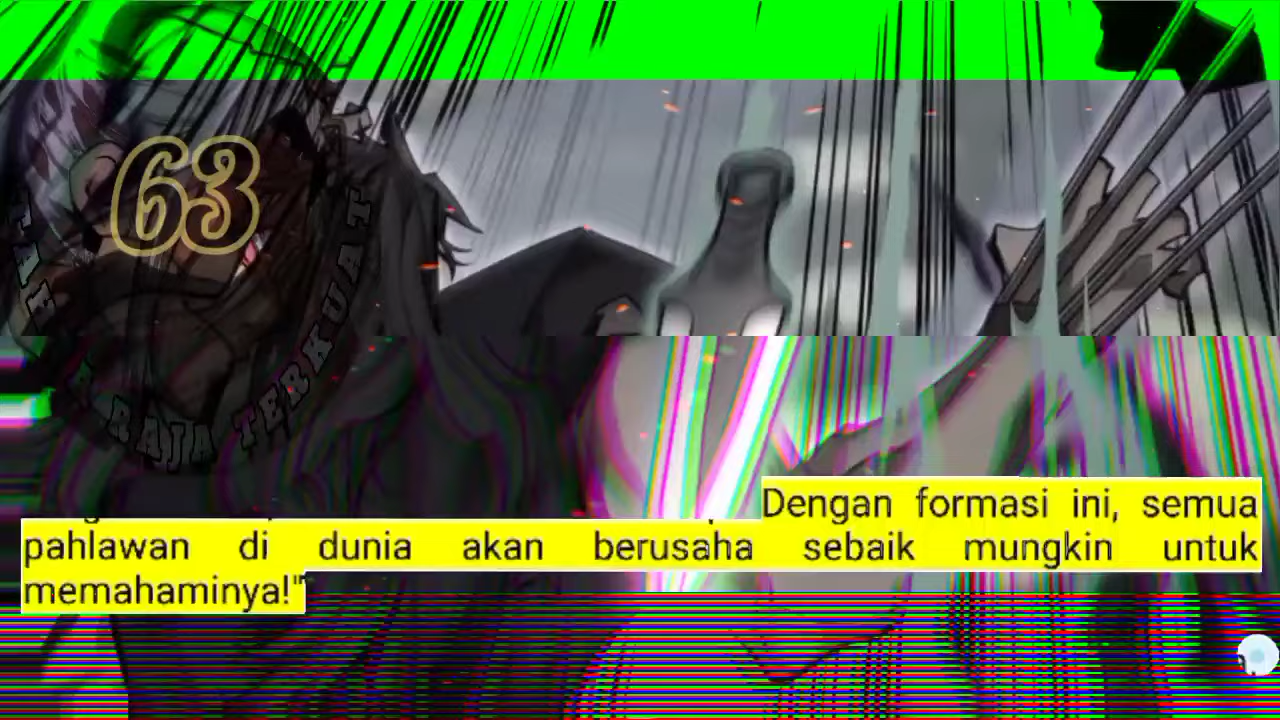 63
RAJA TERKUAT
Dengan formasi ini, semua
pahlawan di dunia akan berusaha sebaik mungkin untuk
memahaminya!"